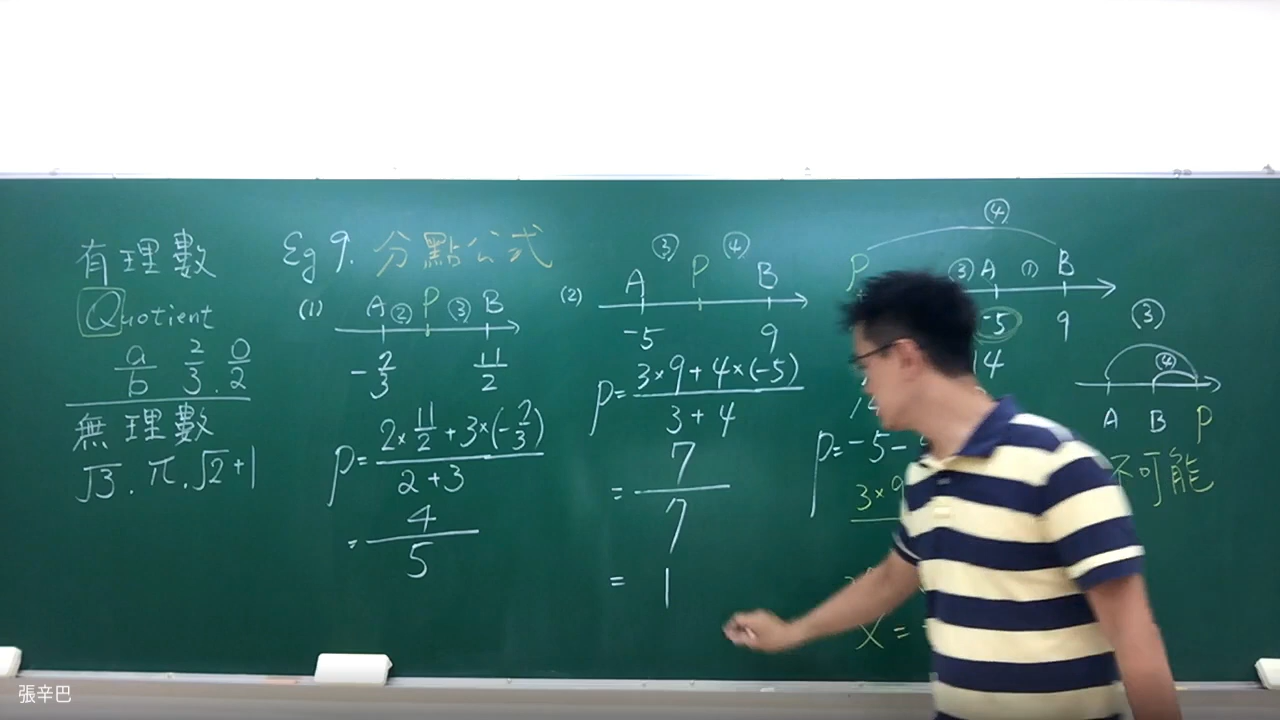 有理數
Quotient
a/b 2/3 . 0/2
無理數
√3 . π . √2+1
Eg 9. 分點公式
(1) A ② P ③ B
-2/3 11/2
P= (2×11/2+3×(-2/3))/(2+3)
= 4/5
(2) ③ ④
A P B
-5 9
P= (3×9+4×(-5))/(3+4)
= 7/7
= 1
④
P ③ A ① B
-5 9
14
P=-5-
3×9
X=
③
④
A B P
不可能
張辛巴